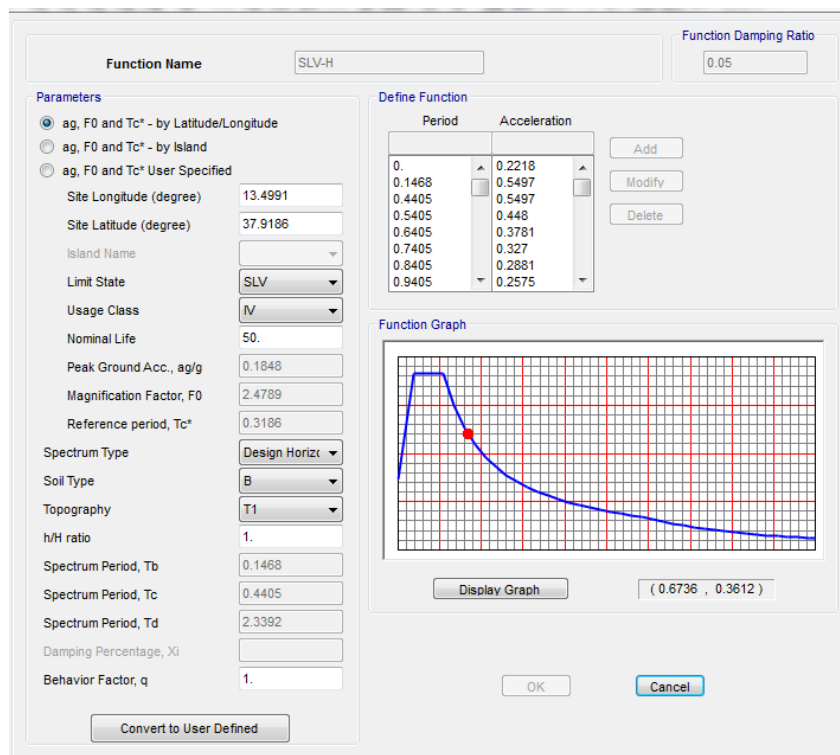 Function Damping Ratio
Function Name SLV-H 0.05
Parameters
ag, F0 and Tc* - by Latitude/Longitude
ag, F0 and Tc* - by Island
ag, F0 and Tc* User Specified
Site Longitude (degree) 13.4991
Site Latitude (degree) 37.9186
Island Name
Limit State SLV
Usage Class IV
Nominal Life 50.
Peak Ground Acc., ag/g 0.1848
Magnification Factor, F0 2.4789
Reference period, Tc* 0.3186
Spectrum Type Design Horizc
Soil Type B
Topography T1
h/H ratio 1.
Spectrum Period, Tb 0.1468
Spectrum Period, Tc 0.4405
Spectrum Period, Td 2.3392
Damping Percentage, Xi
Behavior Factor, q 1.
Convert to User Defined
Define Function
Period Acceleration
0. 0.2218
0.1468 0.5497
0.4405 0.5497
0.5405 0.448
0.6405 0.3781
0.7405 0.327
0.8405 0.2881
0.9405 0.2575
Add
Modify
Delete
Function Graph
Display Graph (0.6736 , 0.3612 )
OK Cancel